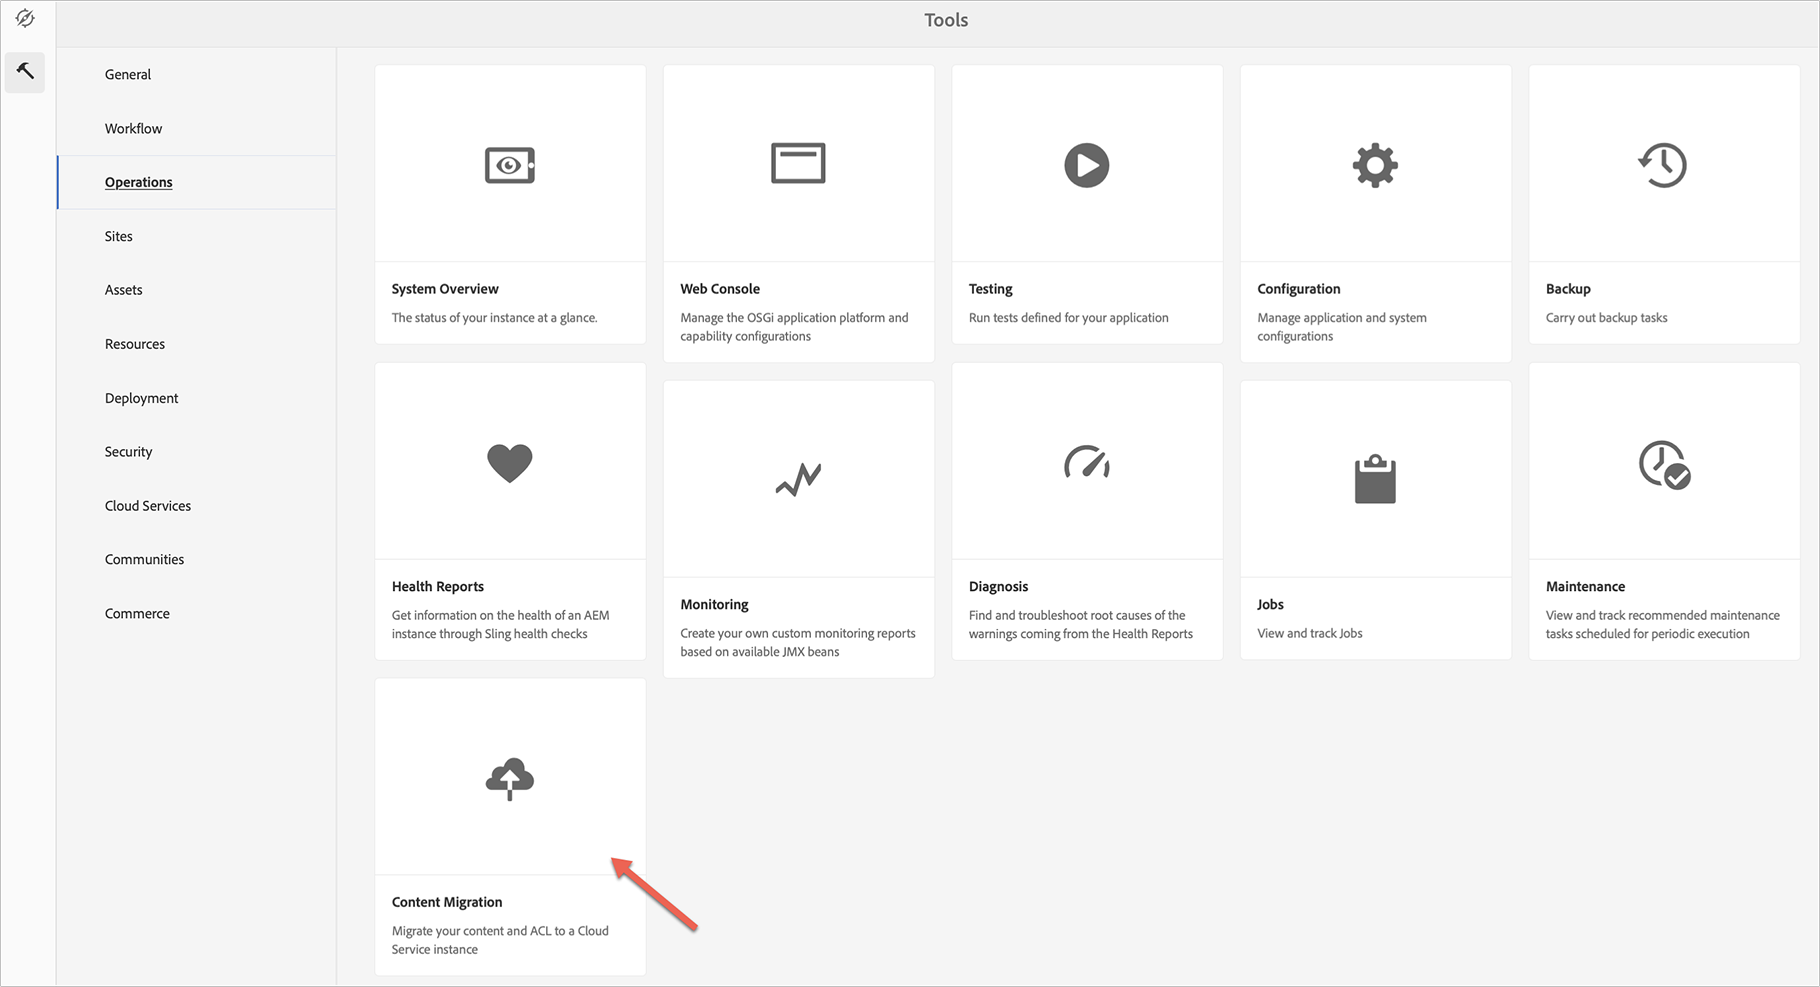 Tools
General
Workflow
Operations
Sites
Assets
Resources
Deployment
Security
Cloud Services
Communities
Commerce
System Overview
The status of your instance at a glance.
Web Console
Manage the OSGi application platform and
capability configurations
Testing
Run tests defined for your application
Configuration
Manage application and system
configurations
Backup
Carry out backup tasks
Health Reports
Get information on the health of an AEM
instance through Sling health checks
Monitoring
Create your own custom monitoring reports
based on available JMX beans
Diagnosis
Find and troubleshoot root causes of the
warnings coming from the Health Reports
Jobs
View and track Jobs
Maintenance
View and track recommended maintenance
tasks scheduled for periodic execution
Content Migration
Migrate your content and ACL to a Cloud
Service instance